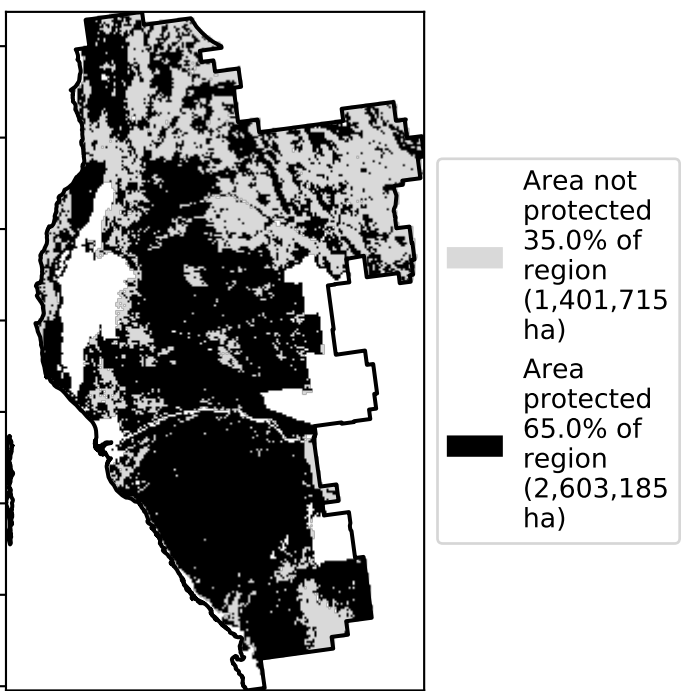 Area not
protected
35.0% of
region
(1,401,715
ha)
Area
protected
65.0% of
region
(2,603,185
ha)